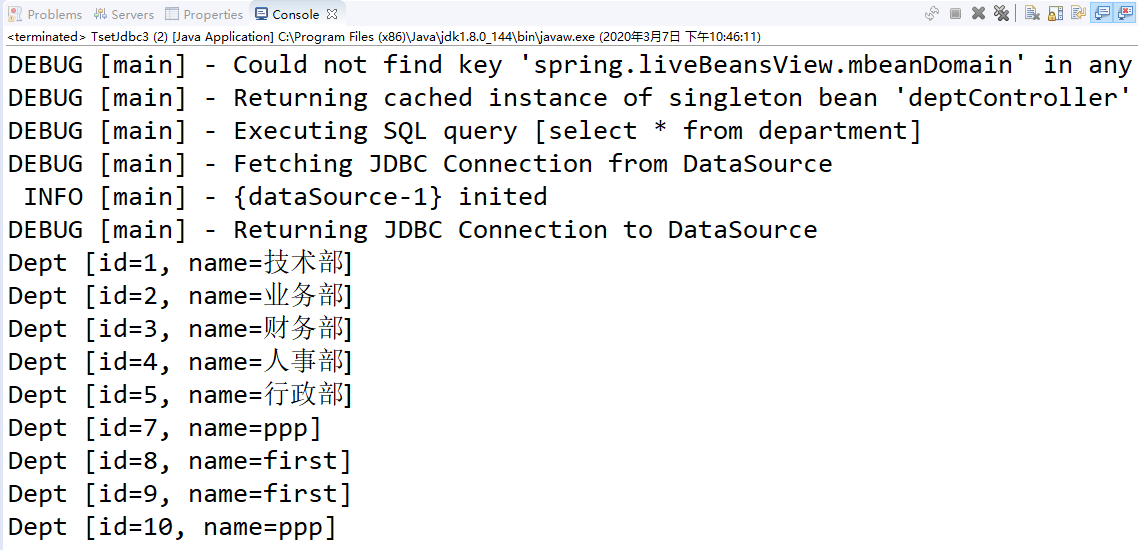 Problems Servers Properties Console
<terminated> TsetJdbc3 (2) [Java Application] C:\Program Files (x86)\Java\jdk1.8.0_144\bin\javaw.exe (2020年3月7日 下午10:46:11)
DEBUG [main] - Could not find key 'spring.liveBeansView.mbeanDomain' in any
DEBUG [main] - Returning cached instance of singleton bean 'deptController'
DEBUG [main] - Executing SQL query [select * from department]
DEBUG [main] - Fetching JDBC Connection from DataSource
INFO [main] - {dataSource-1} inited
DEBUG [main] - Returning JDBC Connection to DataSource
Dept [id=1, name=技术部]
Dept [id=2, name=业务部]
Dept [id=3, name=财务部]
Dept [id=4, name=人事部]
Dept [id=5, name=行政部]
Dept [id=7, name=ppp]
Dept [id=8, name=first]
Dept [id=9, name=first]
Dept [id=10, name=ppp]